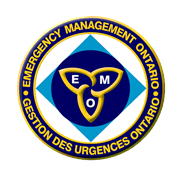 • EMERGENCY MANAGEMENT ONTARIO •
E M
O
GESTION DES URGENCES ONTARIO